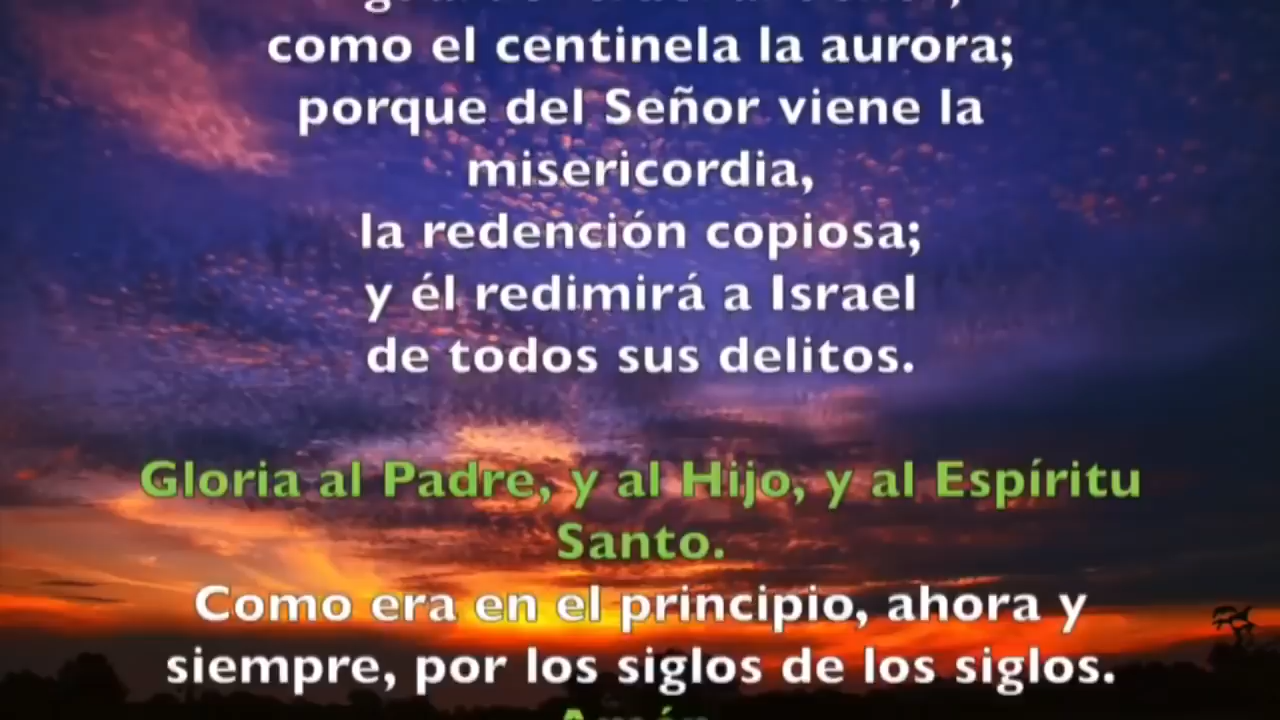 como el centinela la aurora;
porque del Señor viene la
misericordia,
la redención copiosa;
y él redimirá a Israel
de todos sus delitos.
Gloria al Padre, y al Hijo, y al Espíritu
Santo.
Como era en el principio, ahora y
siempre, por los siglos de los siglos.